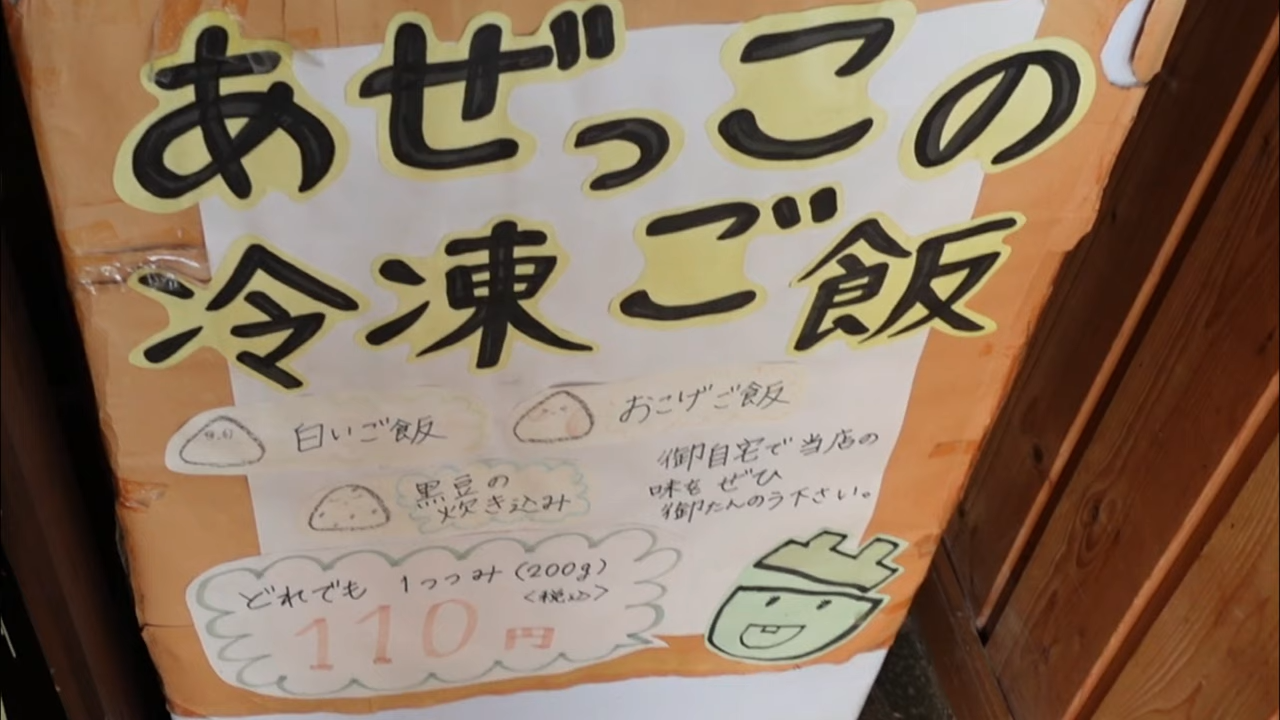 あぜっこの
冷凍ご飯
白いご飯
おこげご飯
黒豆の
炊き込み
御自宅で当店の
味を ぜひ
御たんのう下さい。
どれでも 1つつみ(200g)
<税込>
110円